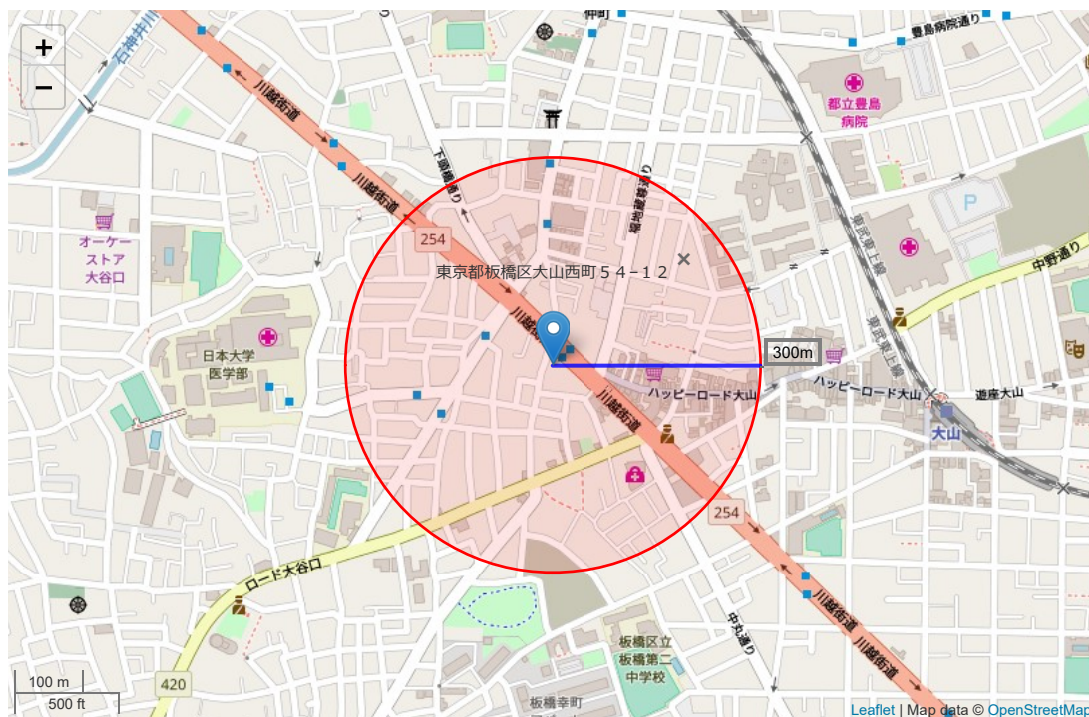 +
−
石神井川
仲町
豊島病院通り
川越街道
都立豊島
病院
下頭橋通り
川越街道
254
P
オーケー
ストア
大谷口
東武東上線
中野通り
東京都板橋区大山西町５４−１２
川越街道
300m
日本大学
医学部
東武東上線
ハッピーロード大山
ハッピーロード大山
遊座大山
川越街道
大山
254
ロード大谷口
川越街道
川越街道
中丸通り
板橋区立
板橋第二
中学校
420
板橋幸町
100 m
500 ft
Leaflet | Map data © OpenStreetMap